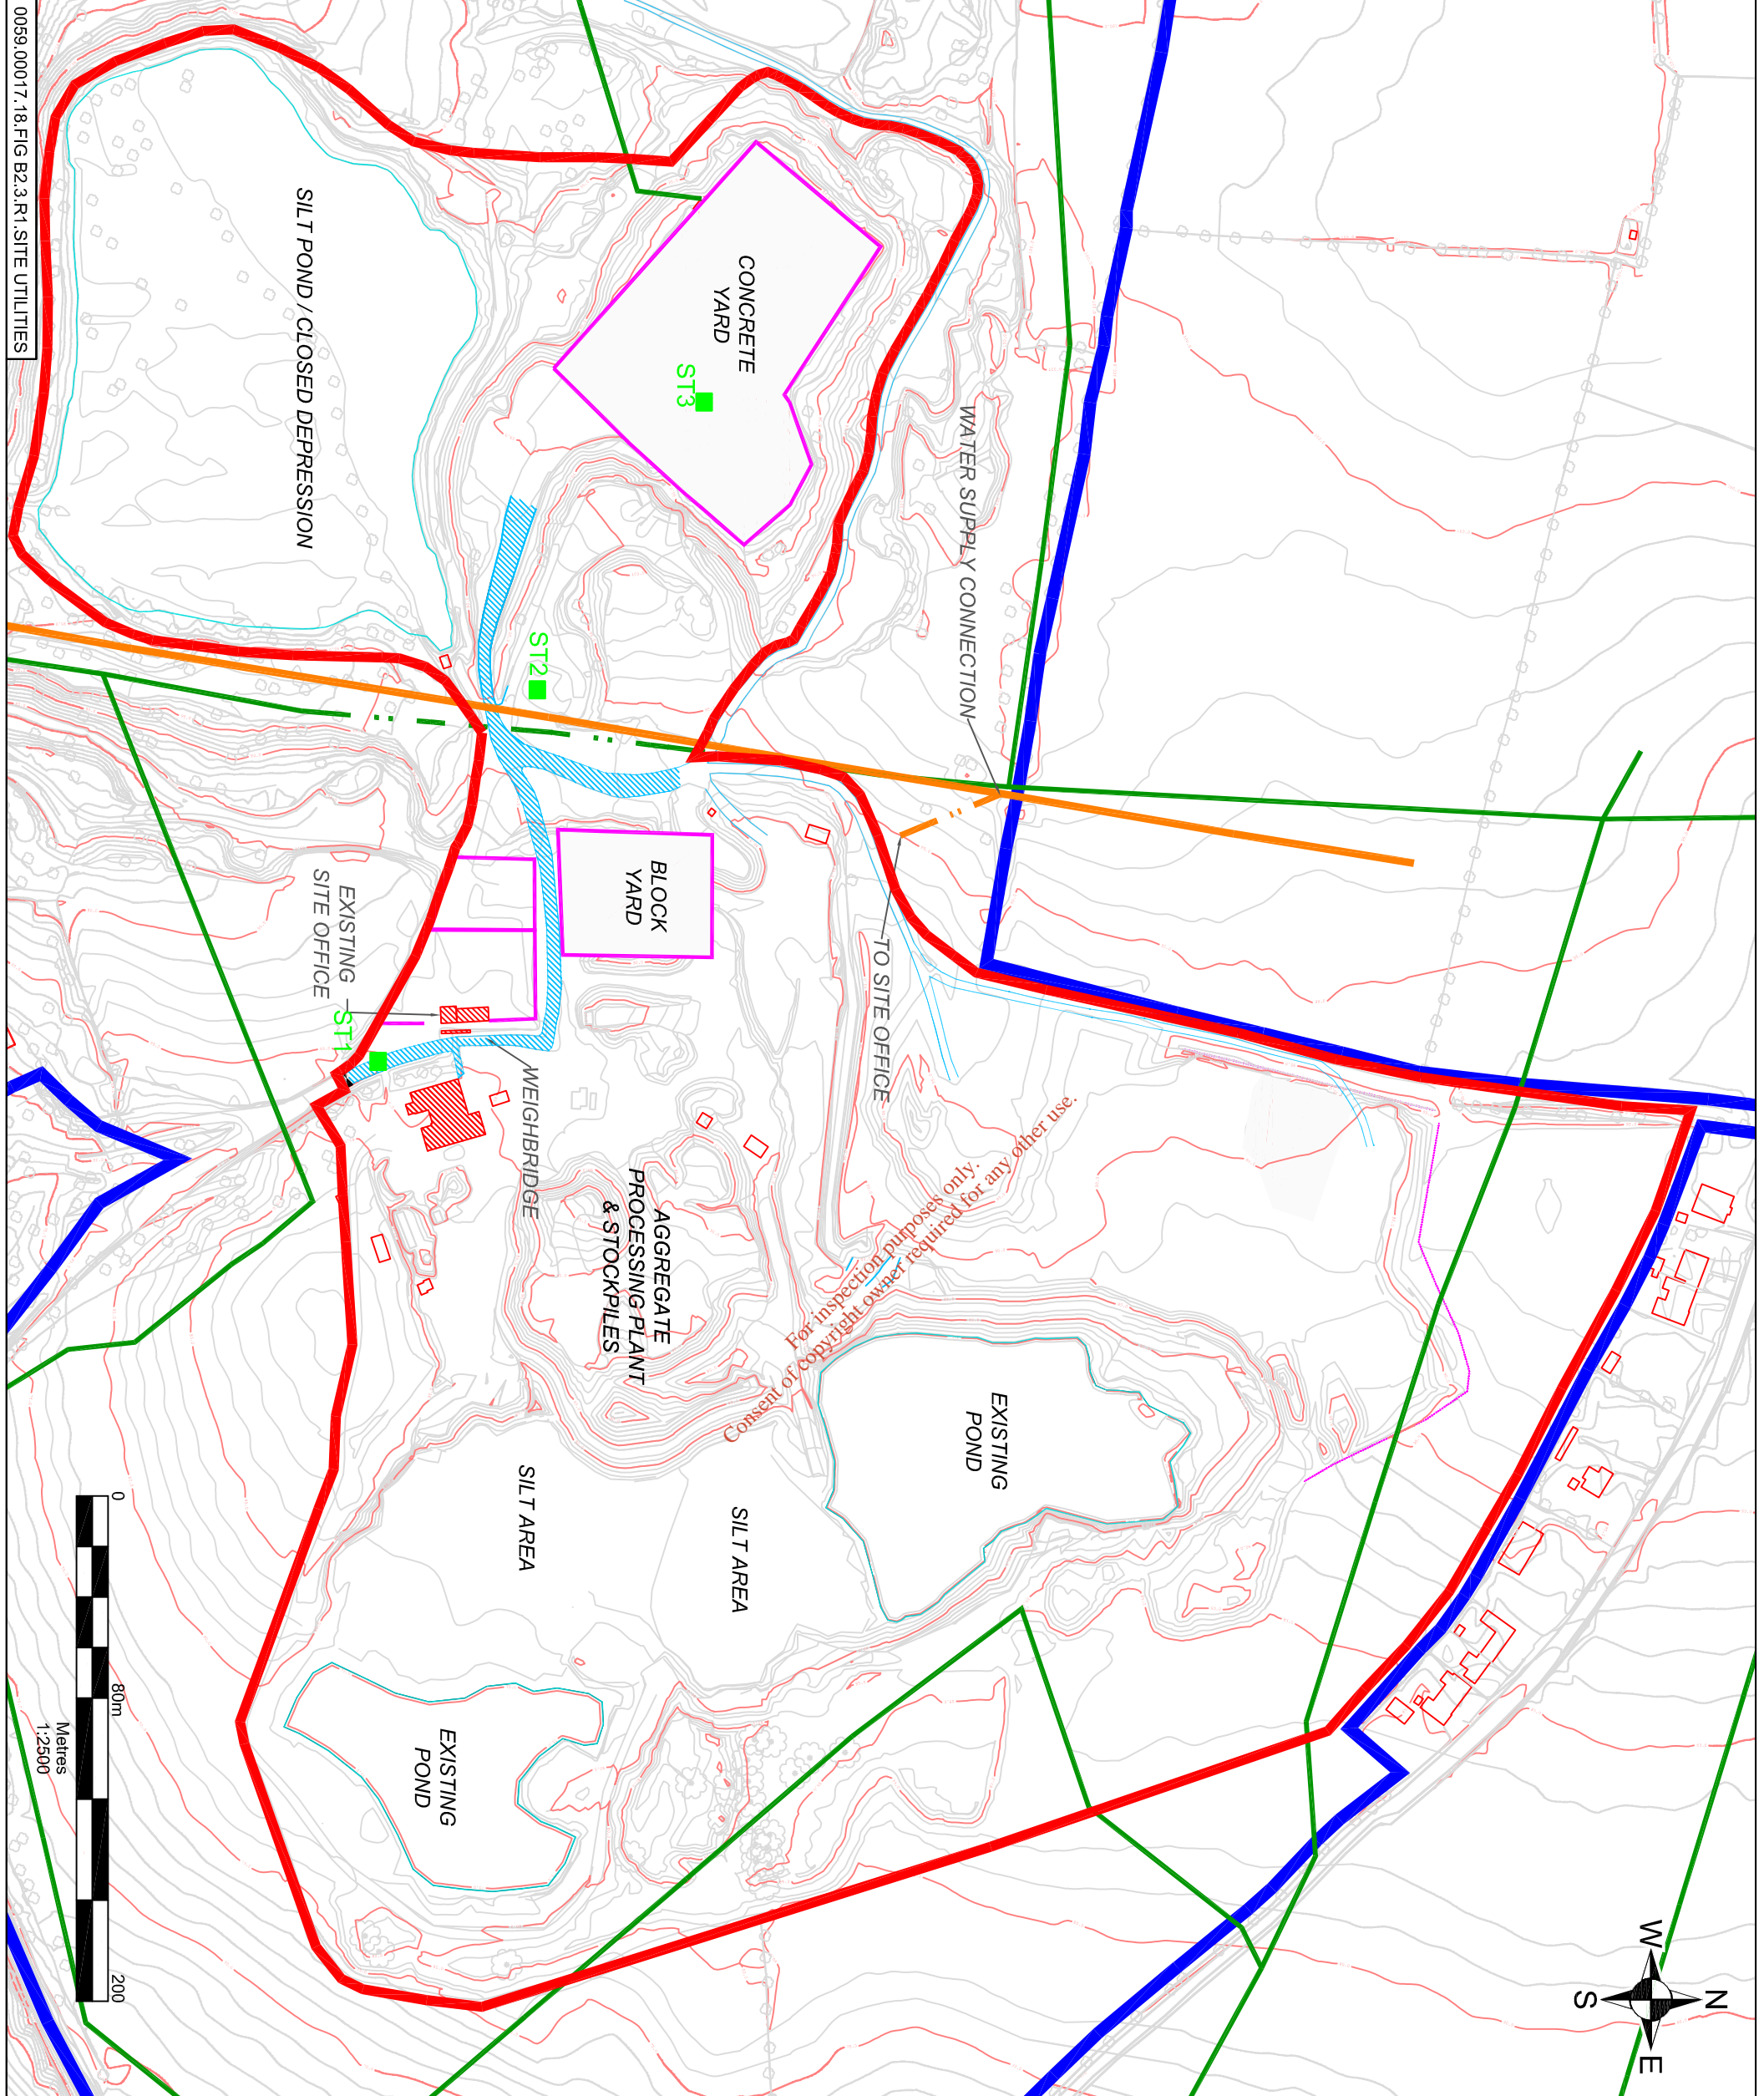 SILT POND / CLOSED DEPRESSION
CONCRETE
YARD
ST3
WATER SUPPLY CONNECTION
ST2
BLOCK
YARD
EXISTING
SITE OFFICE
ST1
TO SITE OFFICE
WEIGHBRIDGE
AGGREGATE
PROCESSING PLANT
& STOCKPILES
For inspection purposes only.
Consent of copyright owner required for any other use.
EXISTING
POND
SILT AREA
SILT AREA
EXISTING
POND
0
80m
200
Metres
1:2500
N
W
E
S
0059.00017.18.FIG B2.3.R1.SITE UTILITIES